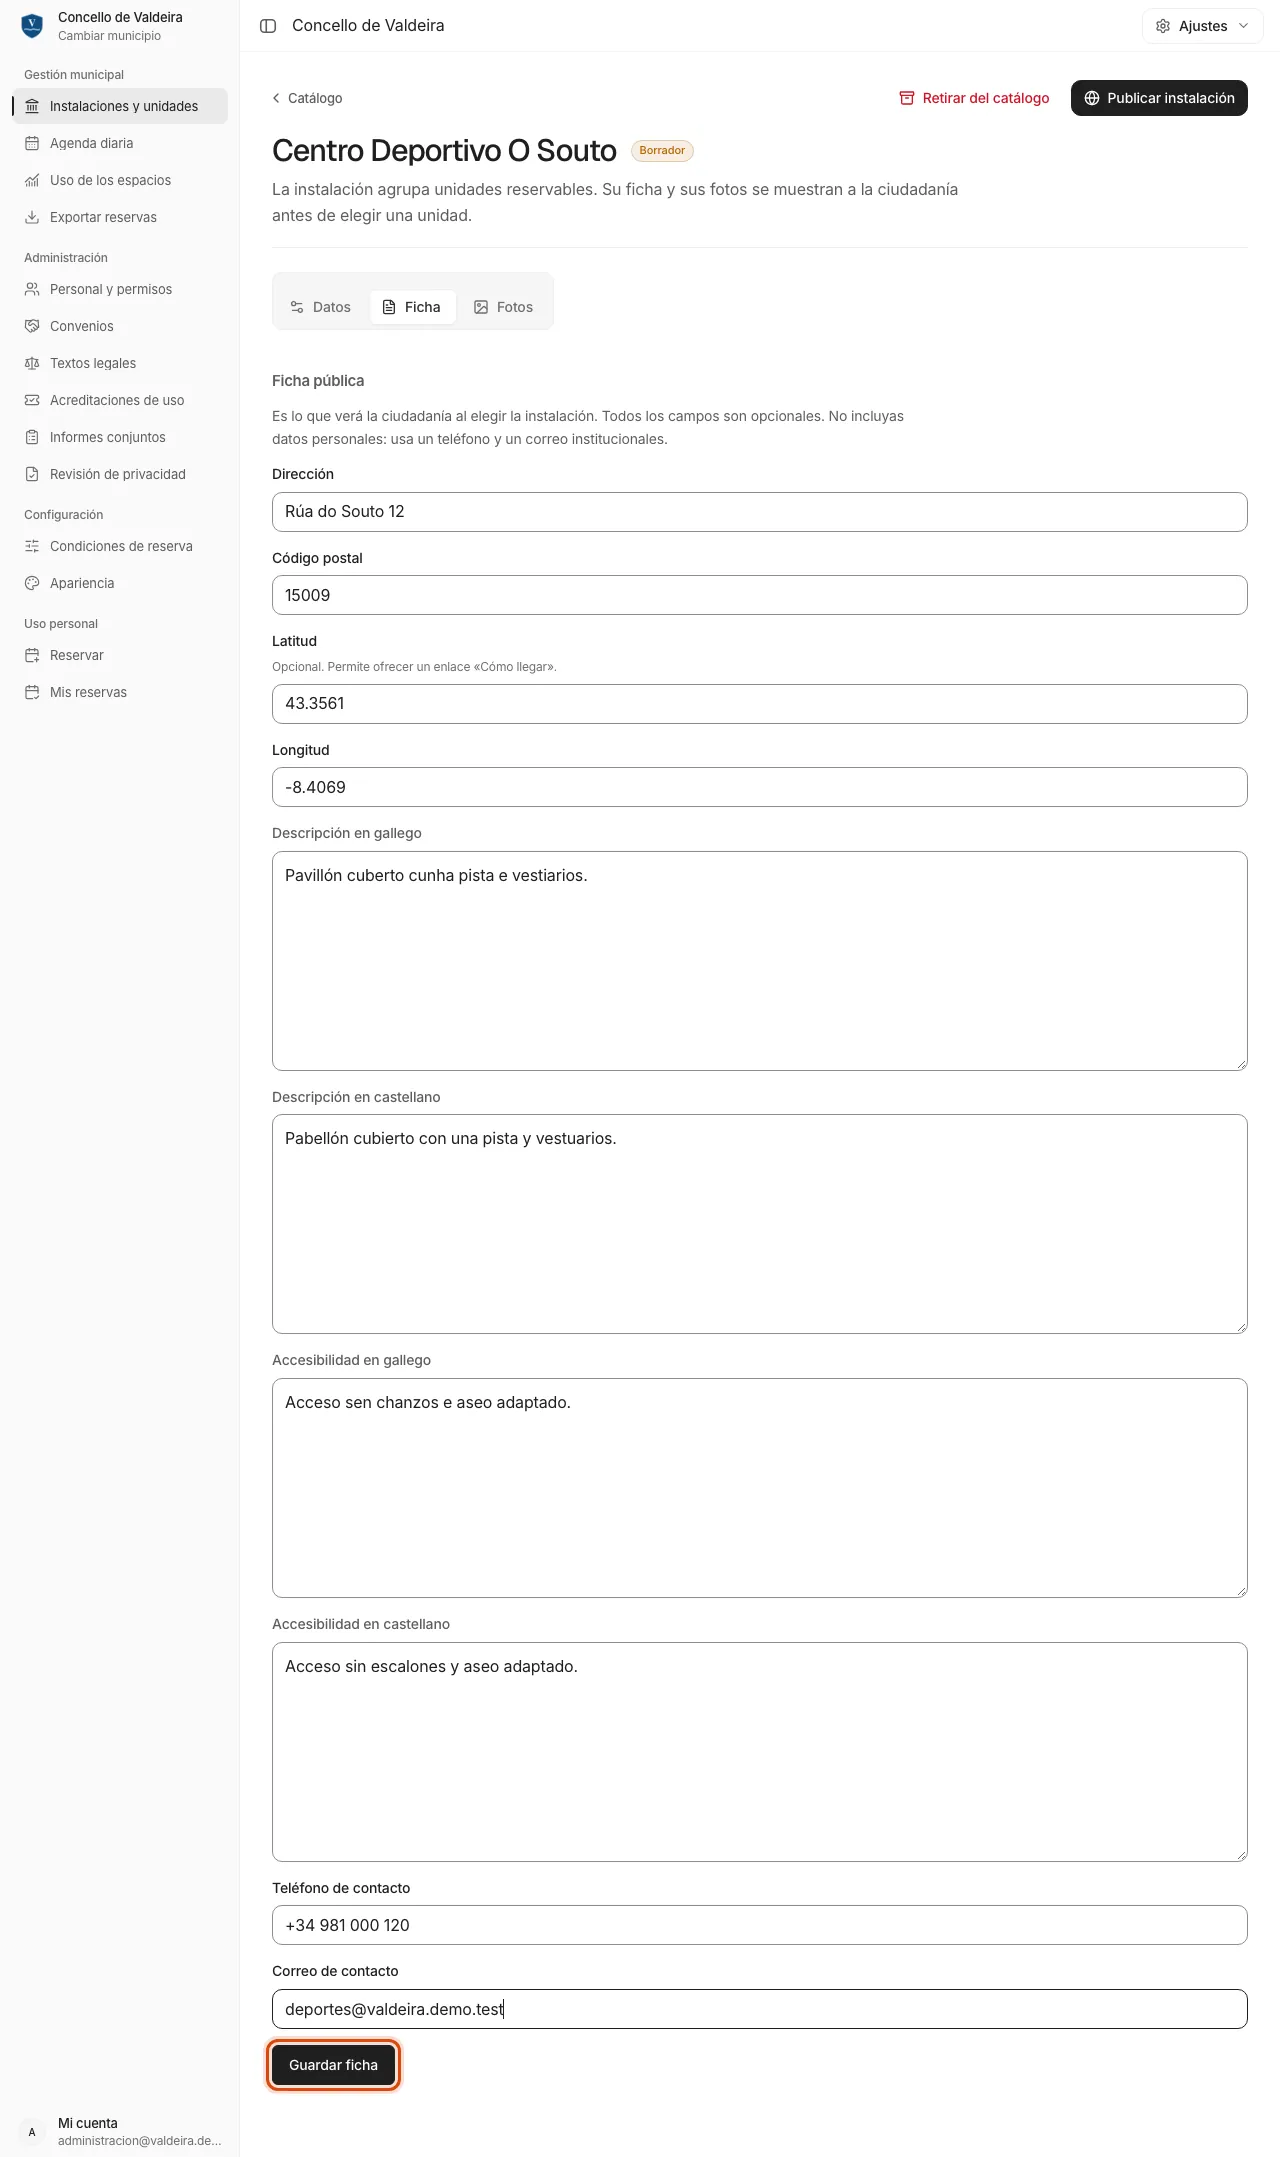 Concello de Valdeira
Cambiar municipio
Gestión municipal
Instalaciones y unidades
Agenda diaria
Uso de los espacios
Exportar reservas
Administración
Personal y permisos
Convenios
Textos legales
Acreditaciones de uso
Informes conjuntos
Revisión de privacidad
Configuración
Condiciones de reserva
Apariencia
Uso personal
Reservar
Mis reservas
A
Mi cuenta
administracion@valdeira.de...
Concello de Valdeira
Ajustes
Catálogo
Retirar del catálogo
Publicar instalación
Centro Deportivo O Souto
Borrador
La instalación agrupa unidades reservables. Su ficha y sus fotos se muestran a la ciudadanía
antes de elegir una unidad.
Datos
Ficha
Fotos
Ficha pública
Es lo que verá la ciudadanía al elegir la instalación. Todos los campos son opcionales. No incluyas
datos personales: usa un teléfono y un correo institucionales.
Dirección
Rúa do Souto 12
Código postal
15009
Latitud
Opcional. Permite ofrecer un enlace «Cómo llegar».
43.3561
Longitud
-8.4069
Descripción en gallego
Pavillón cuberto cunha pista e vestiarios.
Descripción en castellano
Pabellón cubierto con una pista y vestuarios.
Accesibilidad en gallego
Acceso sen chanzos e aseo adaptado.
Accesibilidad en castellano
Acceso sin escalones y aseo adaptado.
Teléfono de contacto
+34 981 000 120
Correo de contacto
deportes@valdeira.demo.test
Guardar ficha